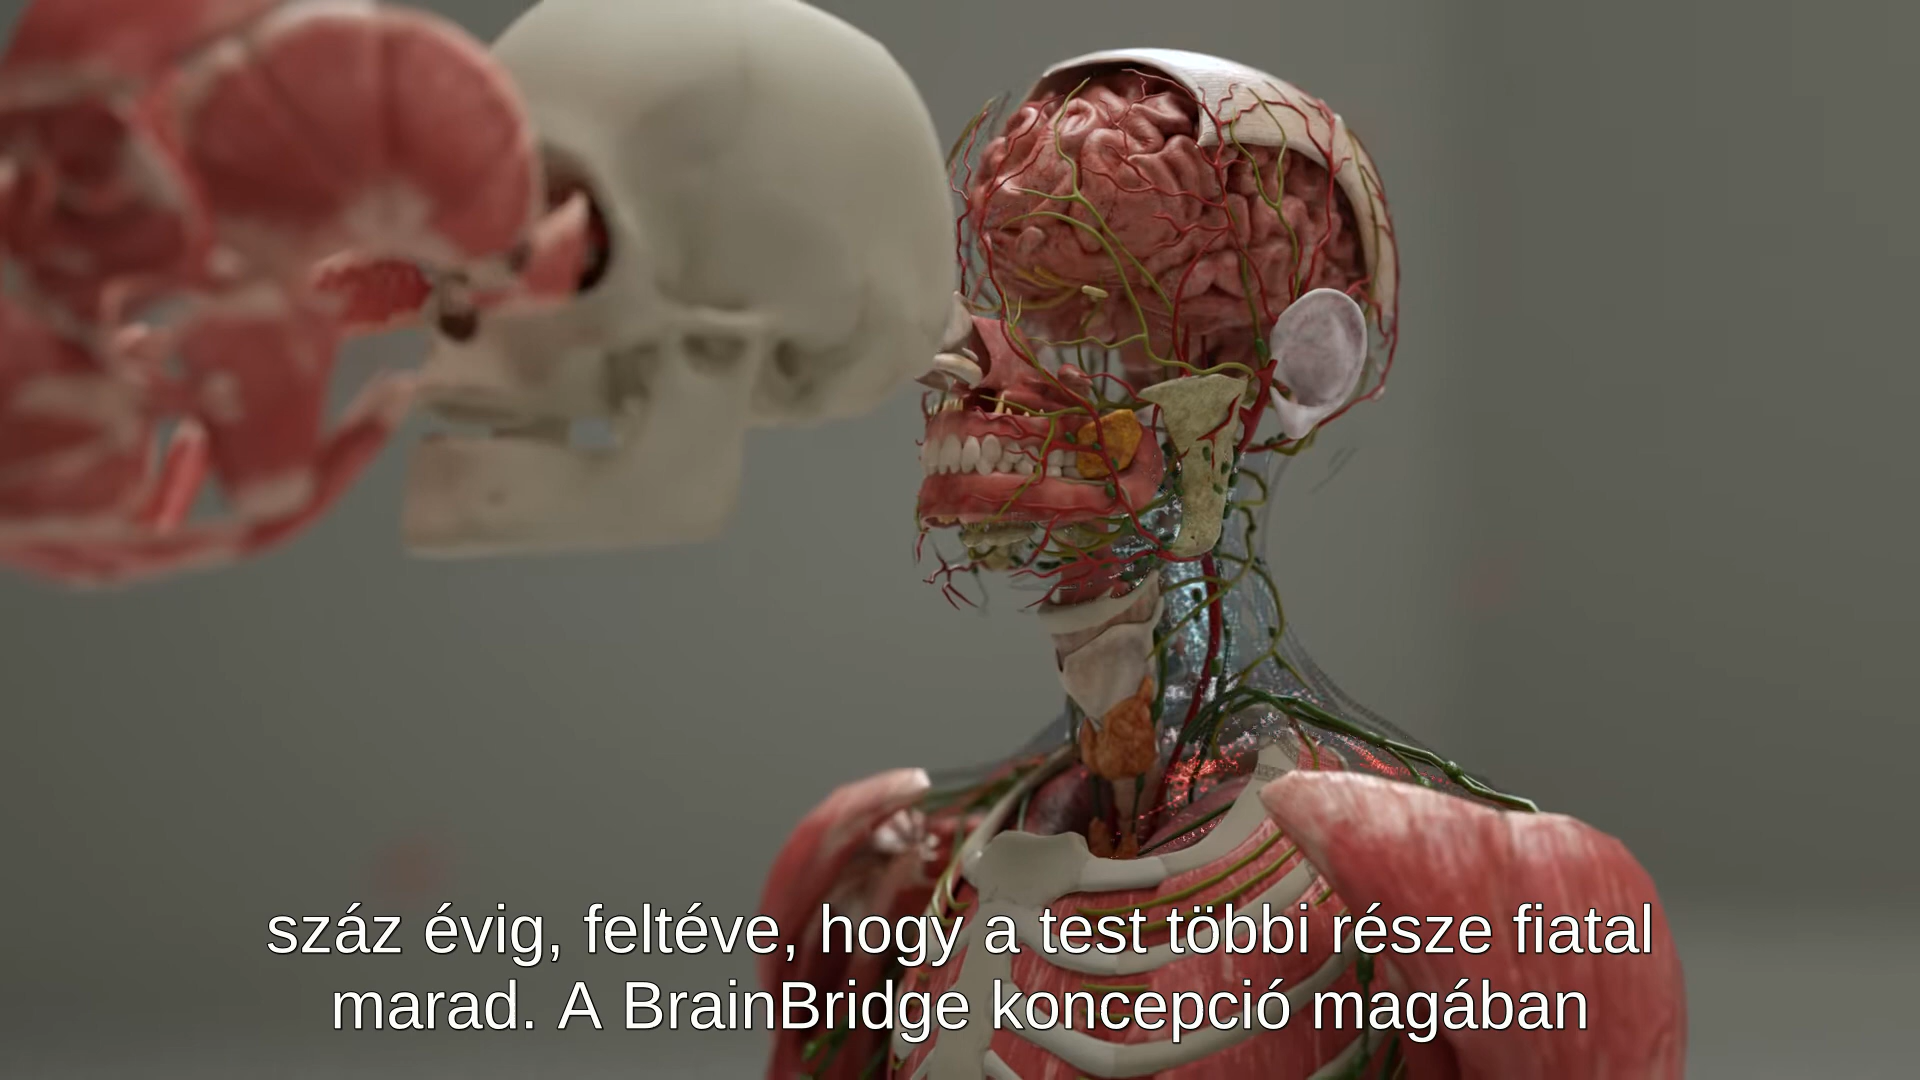 száz évig, feltéve, hogy a test többi része fiatal
marad. A BrainBridge koncepció magában